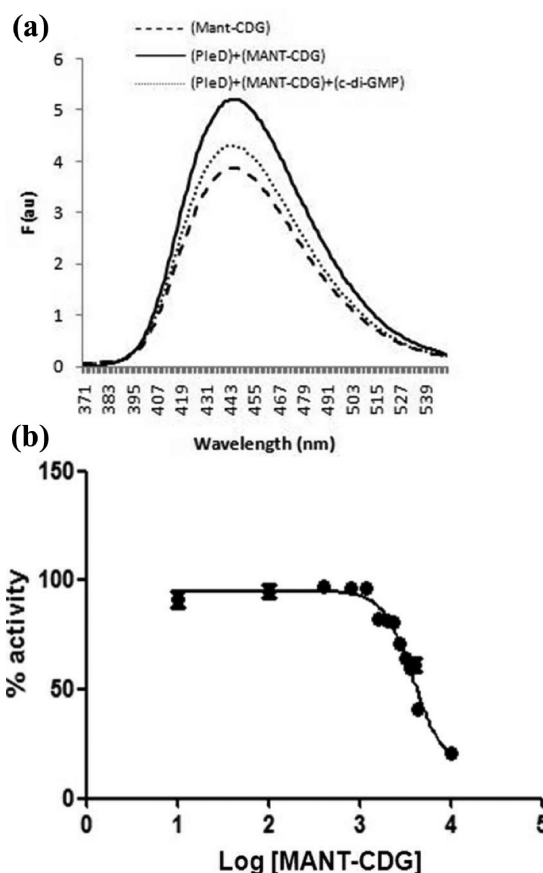 (a)
(Mant-CDG)
(PleD)+(MANT-CDG)
(PleD)+(MANT-CDG)+(c-di-GMP)
6
5
4
3
2
1
0
F(au)
371 383 395 407 419 431 443 455 467 479 491 503 515 527 539
Wavelength (nm)
(b)
150
100
50
0
% activity
0 1 2 3 4 5
Log [MANT-CDG]